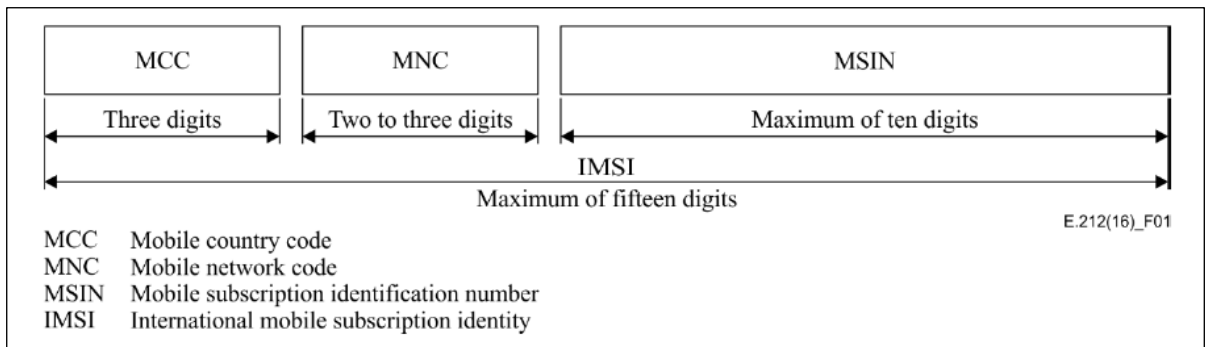 MCC MNC MSIN
Three digits Two to three digits Maximum of ten digits
IMSI
Maximum of fifteen digits
E.212(16)_F01
MCC Mobile country code
MNC Mobile network code
MSIN Mobile subscription identification number
IMSI International mobile subscription identity